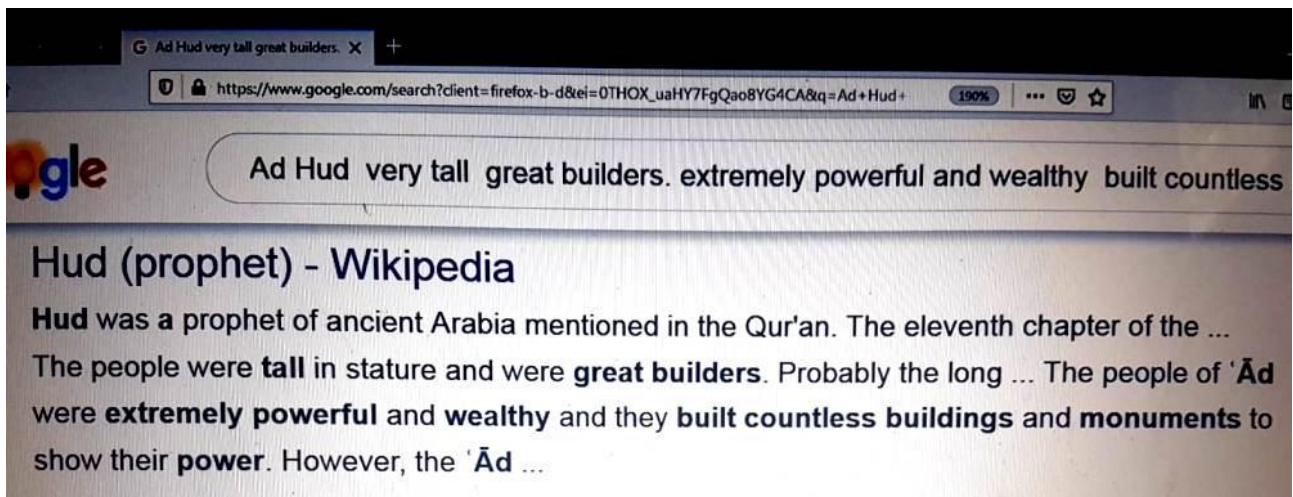 G Ad Hud very tall great builders. X +
https://www.google.com/search?client=firefox-b-d&ei=0THOX_uaHY7FgQao8YG4CA&q=Ad+Hud+ 190% ...
gle Ad Hud very tall great builders. extremely powerful and wealthy built countless
Hud (prophet) - Wikipedia
Hud was a prophet of ancient Arabia mentioned in the Qur'an. The eleventh chapter of the ...
The people were tall in stature and were great builders. Probably the long ... The people of ʿĀd
were extremely powerful and wealthy and they built countless buildings and monuments to
show their power. However, the ʿĀd ...